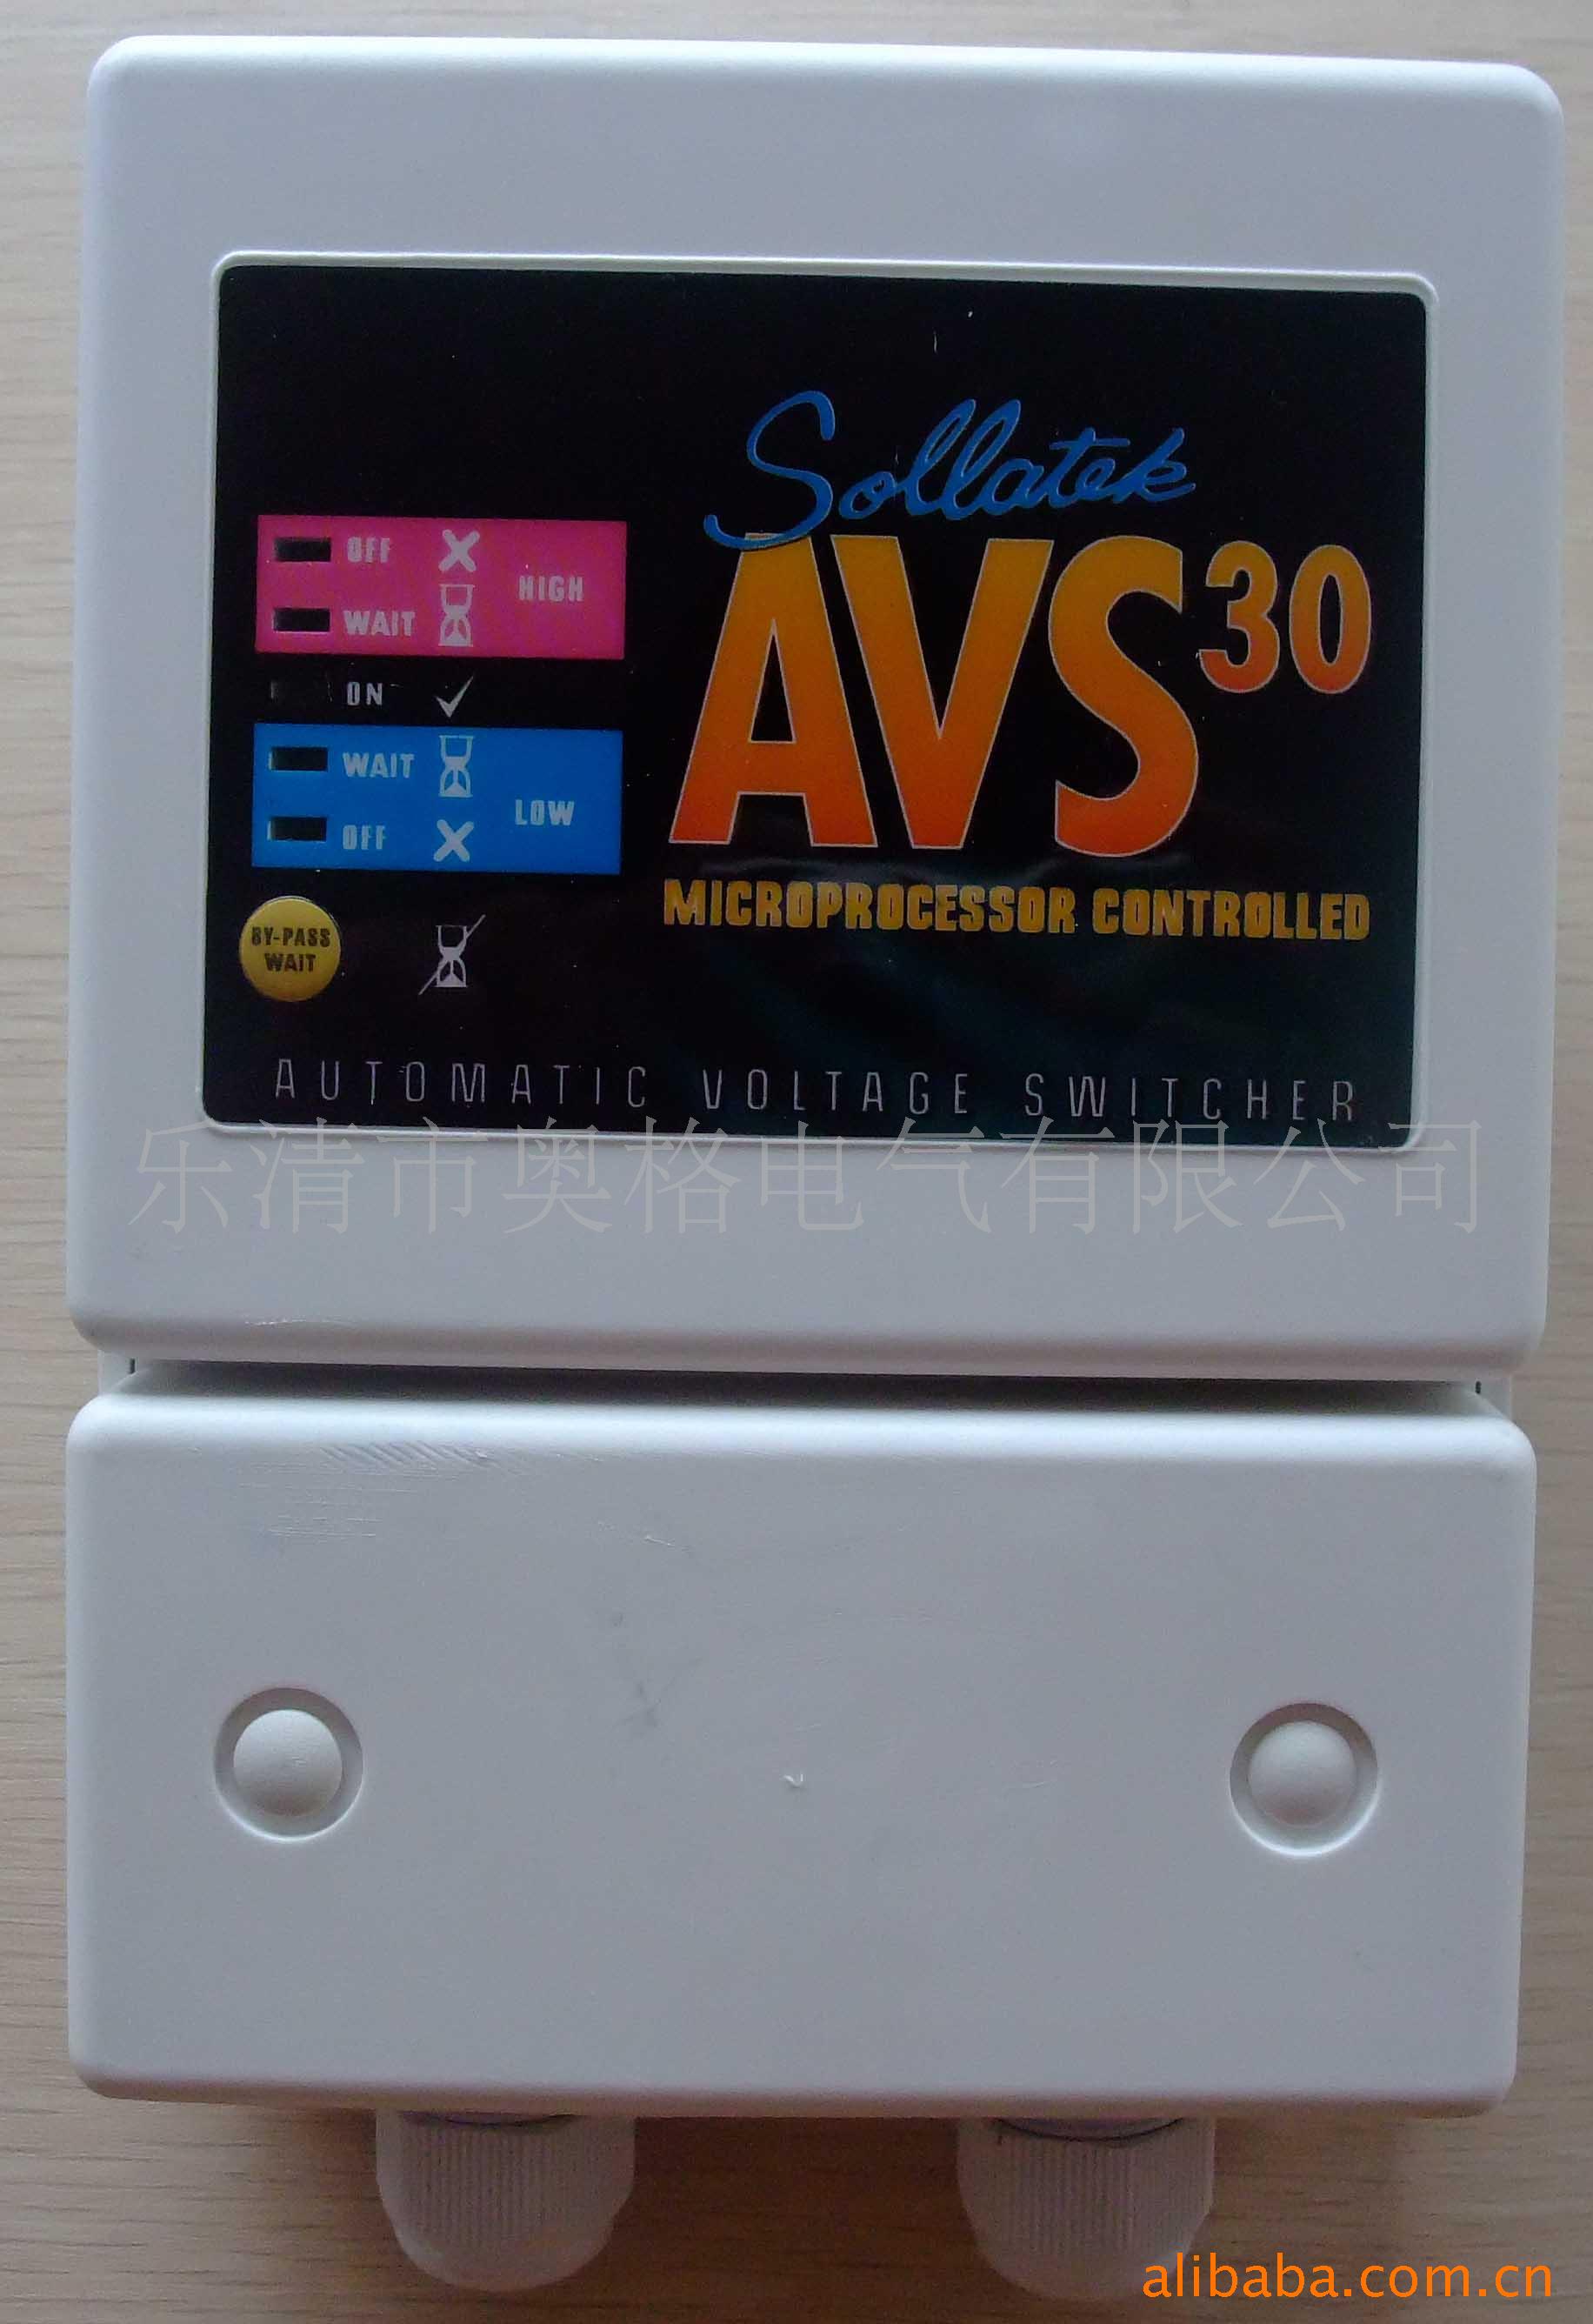 Sollatek
AVS30
OFF
HIGH
WAIT
ON
WAIT
LOW
OFF
MICROPROCESSOR CONTROLLED
BY-PASS
WAIT
AUTOMATIC VOLTAGE SWITCHER
乐清市奥格电气有限公司
alibaba.com.cn